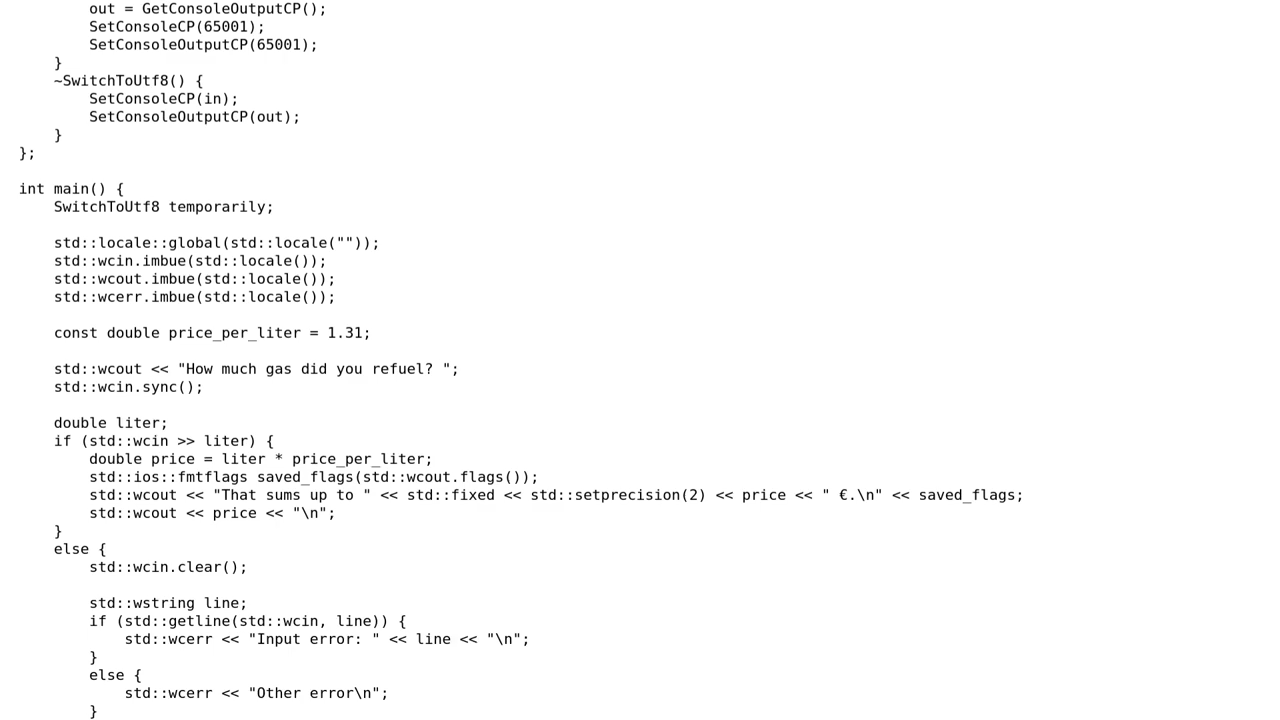 out = GetConsoleOutputCP();
        SetConsoleCP(65001);
        SetConsoleOutputCP(65001);
    }
    ~SwitchToUtf8() {
        SetConsoleCP(in);
        SetConsoleOutputCP(out);
    }
};

int main() {
    SwitchToUtf8 temporarily;

    std::locale::global(std::locale(""));
    std::wcin.imbue(std::locale());
    std::wcout.imbue(std::locale());
    std::wcerr.imbue(std::locale());

    const double price_per_liter = 1.31;

    std::wcout << "How much gas did you refuel? ";
    std::wcin.sync();

    double liter;
    if (std::wcin >> liter) {
        double price = liter * price_per_liter;
        std::ios::fmtflags saved_flags(std::wcout.flags());
        std::wcout << "That sums up to " << std::fixed << std::setprecision(2) << price << " €.\n" << saved_flags;
        std::wcout << price << "\n";
    }
    else {
        std::wcin.clear();

        std::wstring line;
        if (std::getline(std::wcin, line)) {
            std::wcerr << "Input error: " << line << "\n";
        }
        else {
            std::wcerr << "Other error\n";
        }